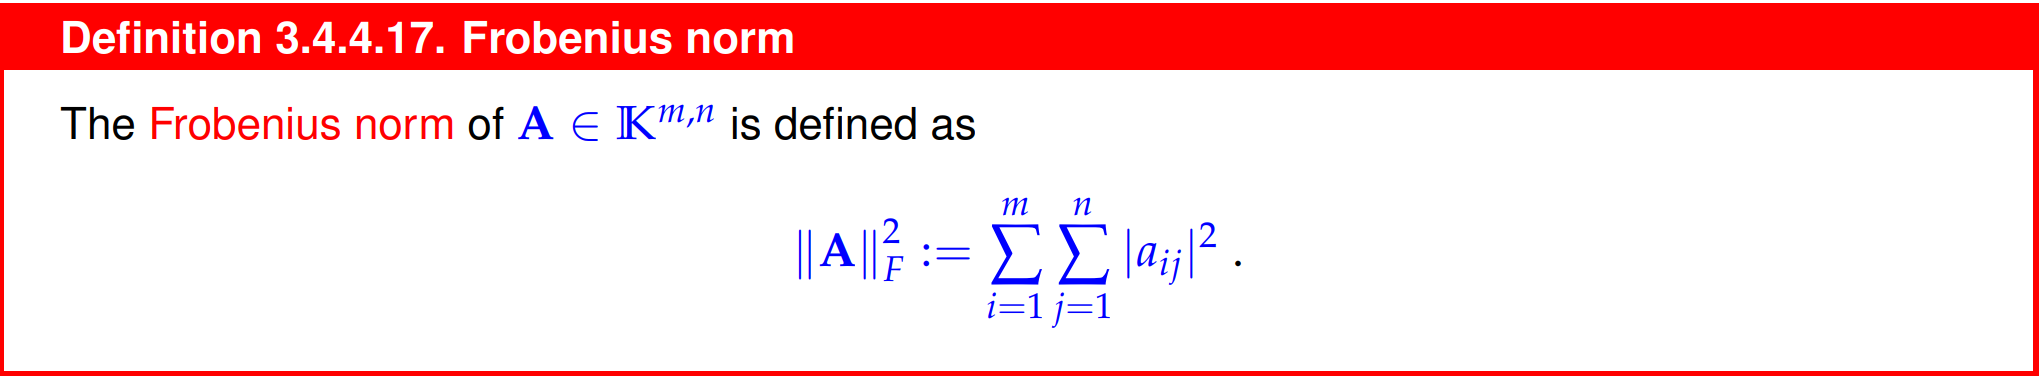 Definition 3.4.4.17. Frobenius norm
The Frobenius norm of A ∈ 𝕂^{m,n} is defined as
‖A‖_F^2 := ∑_{i=1}^{m} ∑_{j=1}^{n} |a_{ij}|^2 .